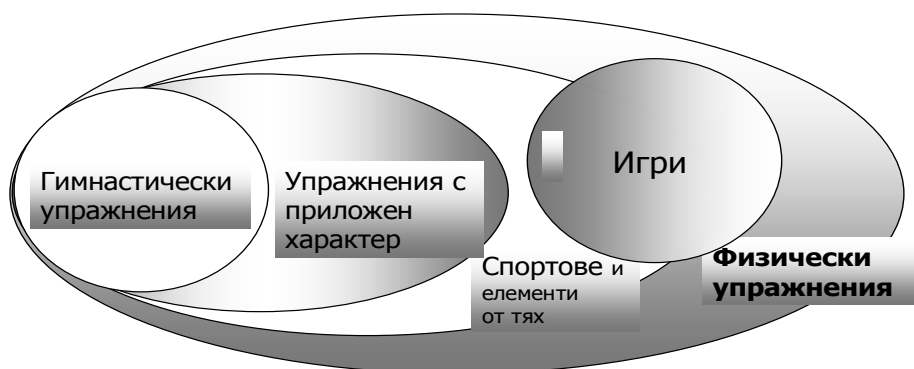 Гимнастически
упражнения
Упражнения с
приложен
характер
Игри
Спортове и
елементи
от тях
Физически
упражнения